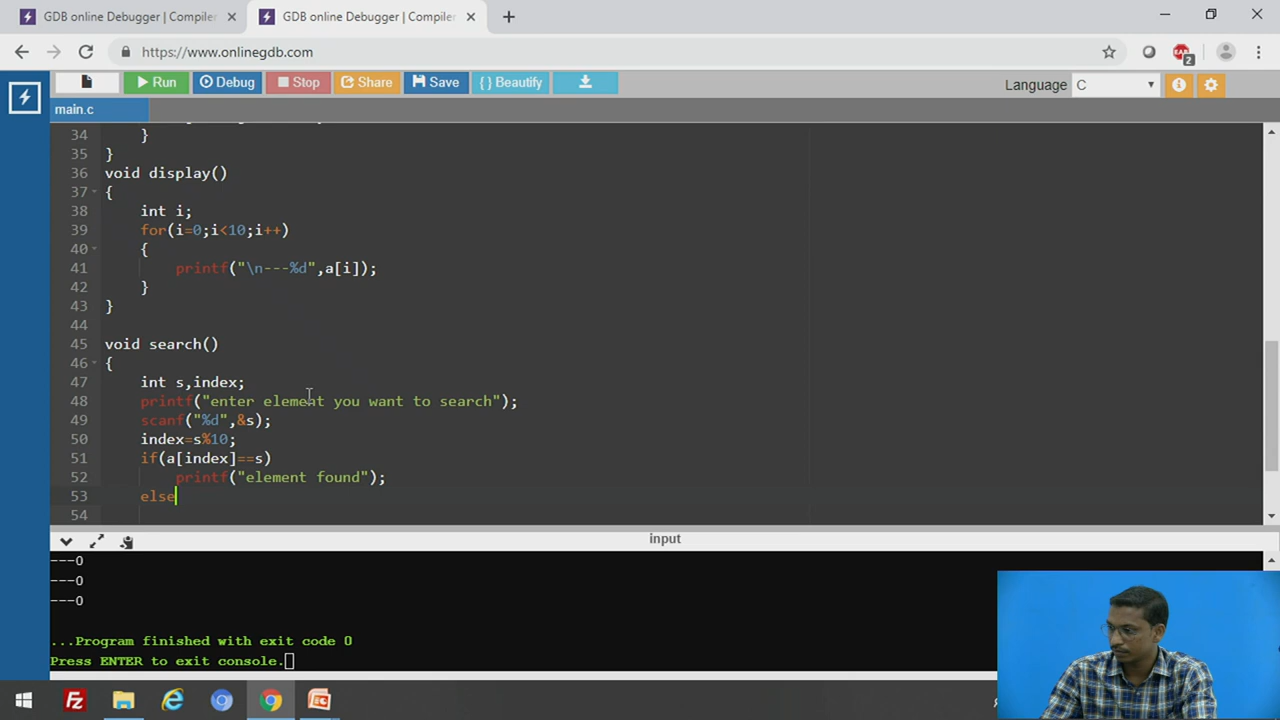 GDB online Debugger | Compiler
GDB online Debugger | Compiler
https://www.onlinegdb.com
2
Run
Debug
Stop
Share
Save
{ } Beautify
Language C
main.c
34 }
35 }
36 void display()
37 {
38 int i;
39 for(i=0;i<10;i++)
40 {
41 printf("\n---%d",a[i]);
42 }
43 }
44
45 void search()
46 {
47 int s,index;
48 printf("enter element you want to search");
49 scanf("%d",&s);
50 index=s%10;
51 if(a[index]==s)
52 printf("element found");
53 else
54
input
---0
---0
---0
...Program finished with exit code 0
Press ENTER to exit console.